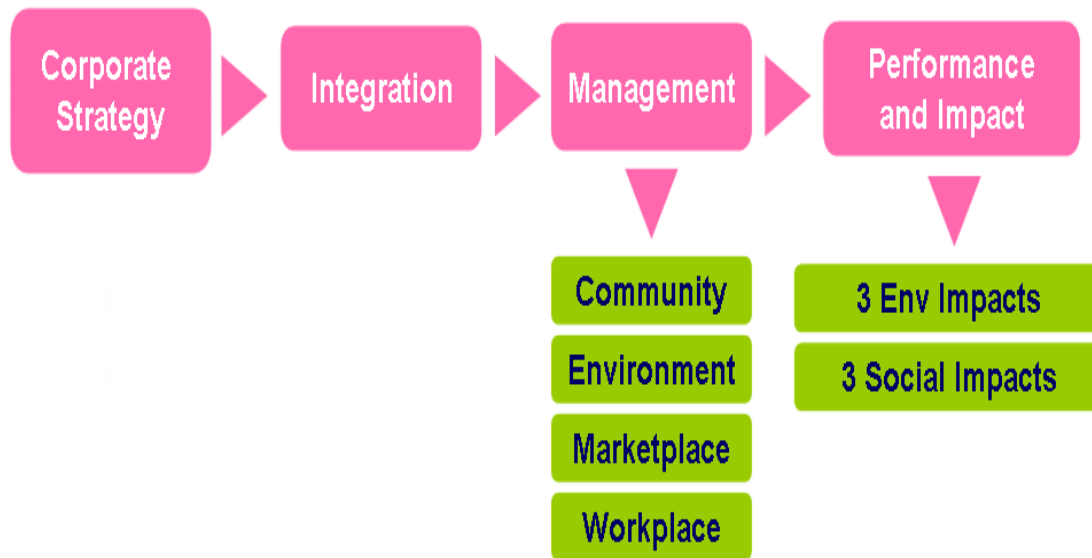 Corporate
Strategy
Integration
Management
Performance
and Impact
Community
Environment
Marketplace
Workplace
3 Env Impacts
3 Social Impacts